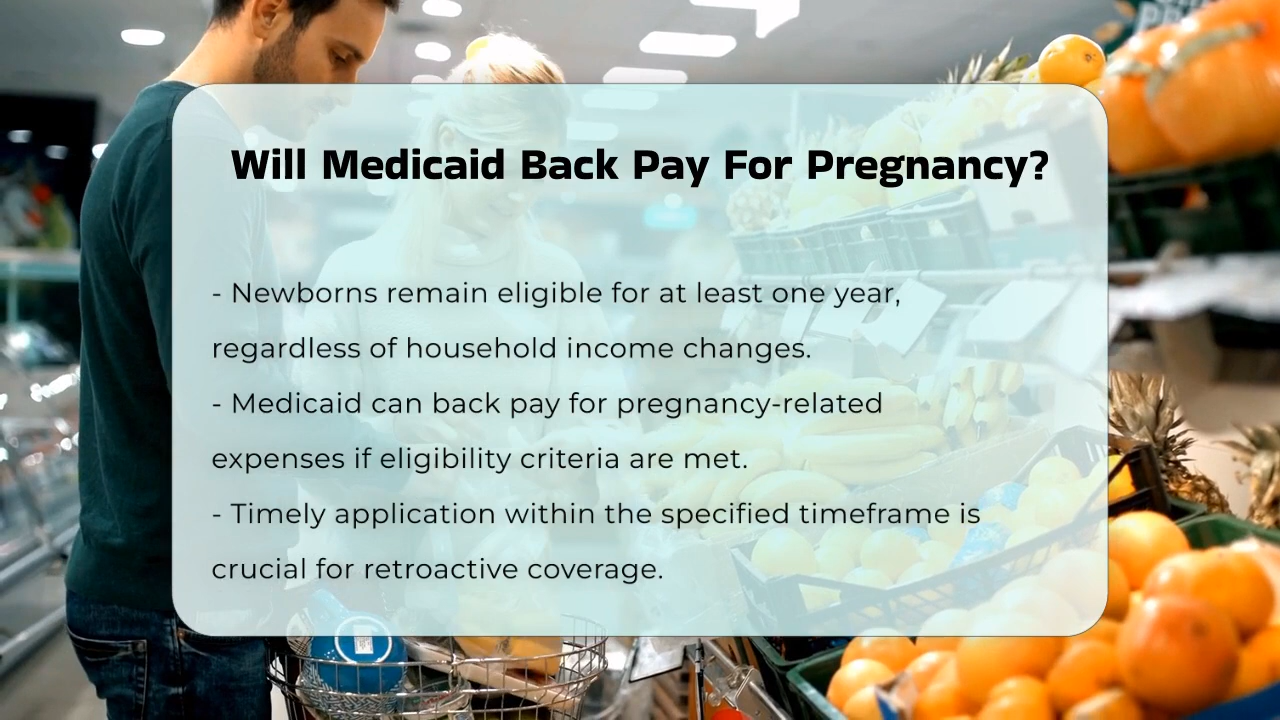 Will Medicaid Back Pay For Pregnancy?
- Newborns remain eligible for at least one year,
regardless of household income changes.
- Medicaid can back pay for pregnancy-related
expenses if eligibility criteria are met.
- Timely application within the specified timeframe is
crucial for retroactive coverage.